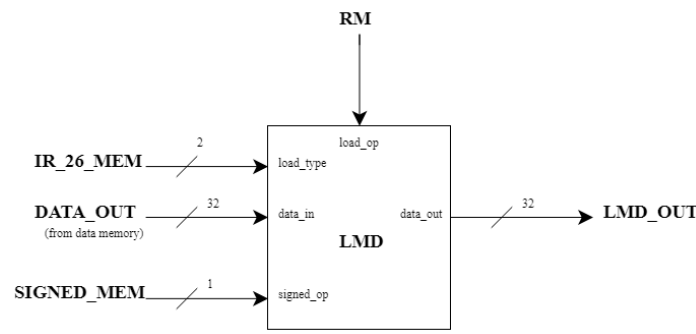 RM
load_op
IR_26_MEM
2
load_type
DATA_OUT
32
data_in
data_out
32
LMD_OUT
(from data memory)
LMD
SIGNED_MEM
1
signed_op